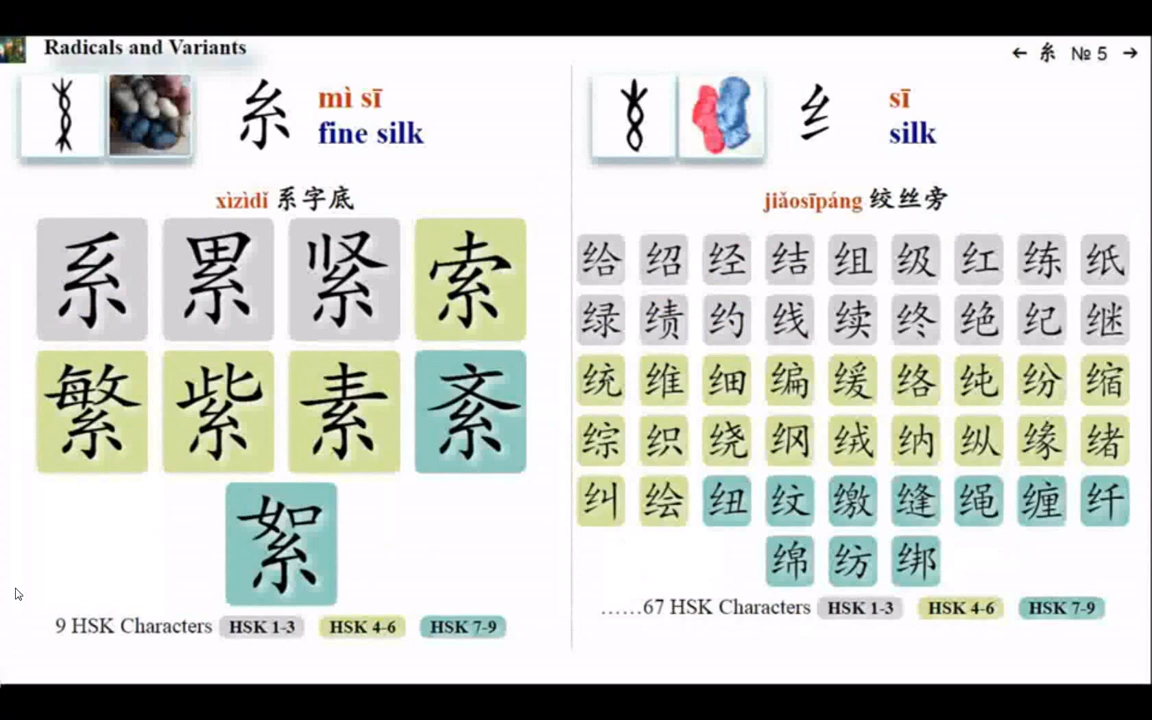 Radicals and Variants
← 糸 № 5 →
糸 mì sī
fine silk
xìzìdǐ 系字底
系 累 紧 索
繁 紫 素 紊
絮
9 HSK Characters HSK 1-3 HSK 4-6 HSK 7-9
纟 sī
silk
jiǎosīpáng 绞丝旁
给 绍 经 结 组 级 红 练 纸
绿 绩 约 线 续 终 绝 纪 继
统 维 细 编 缓 络 纯 纷 缩
综 织 绕 纲 绒 纳 纵 缘 绪
纠 绘 纽 纹 缴 缝 绳 缠 纤
绵 纺 绑
......67 HSK Characters HSK 1-3 HSK 4-6 HSK 7-9